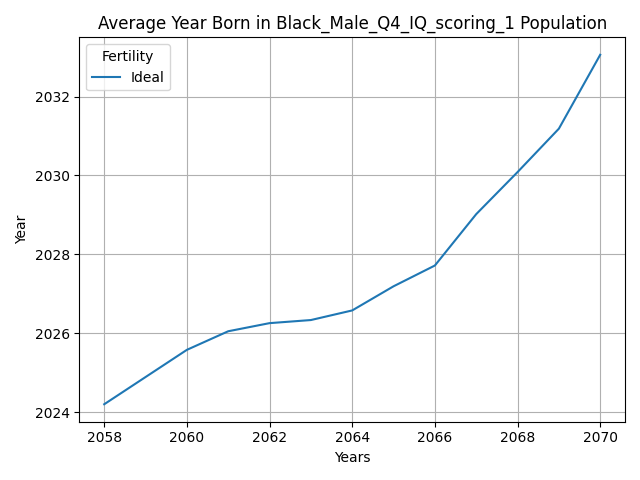 Average Year Born in Black_Male_Q4_IQ_scoring_1 Population
Fertility
Ideal
2032
2030
2028
2026
2024
Year
2058 2060 2062 2064 2066 2068 2070
Years